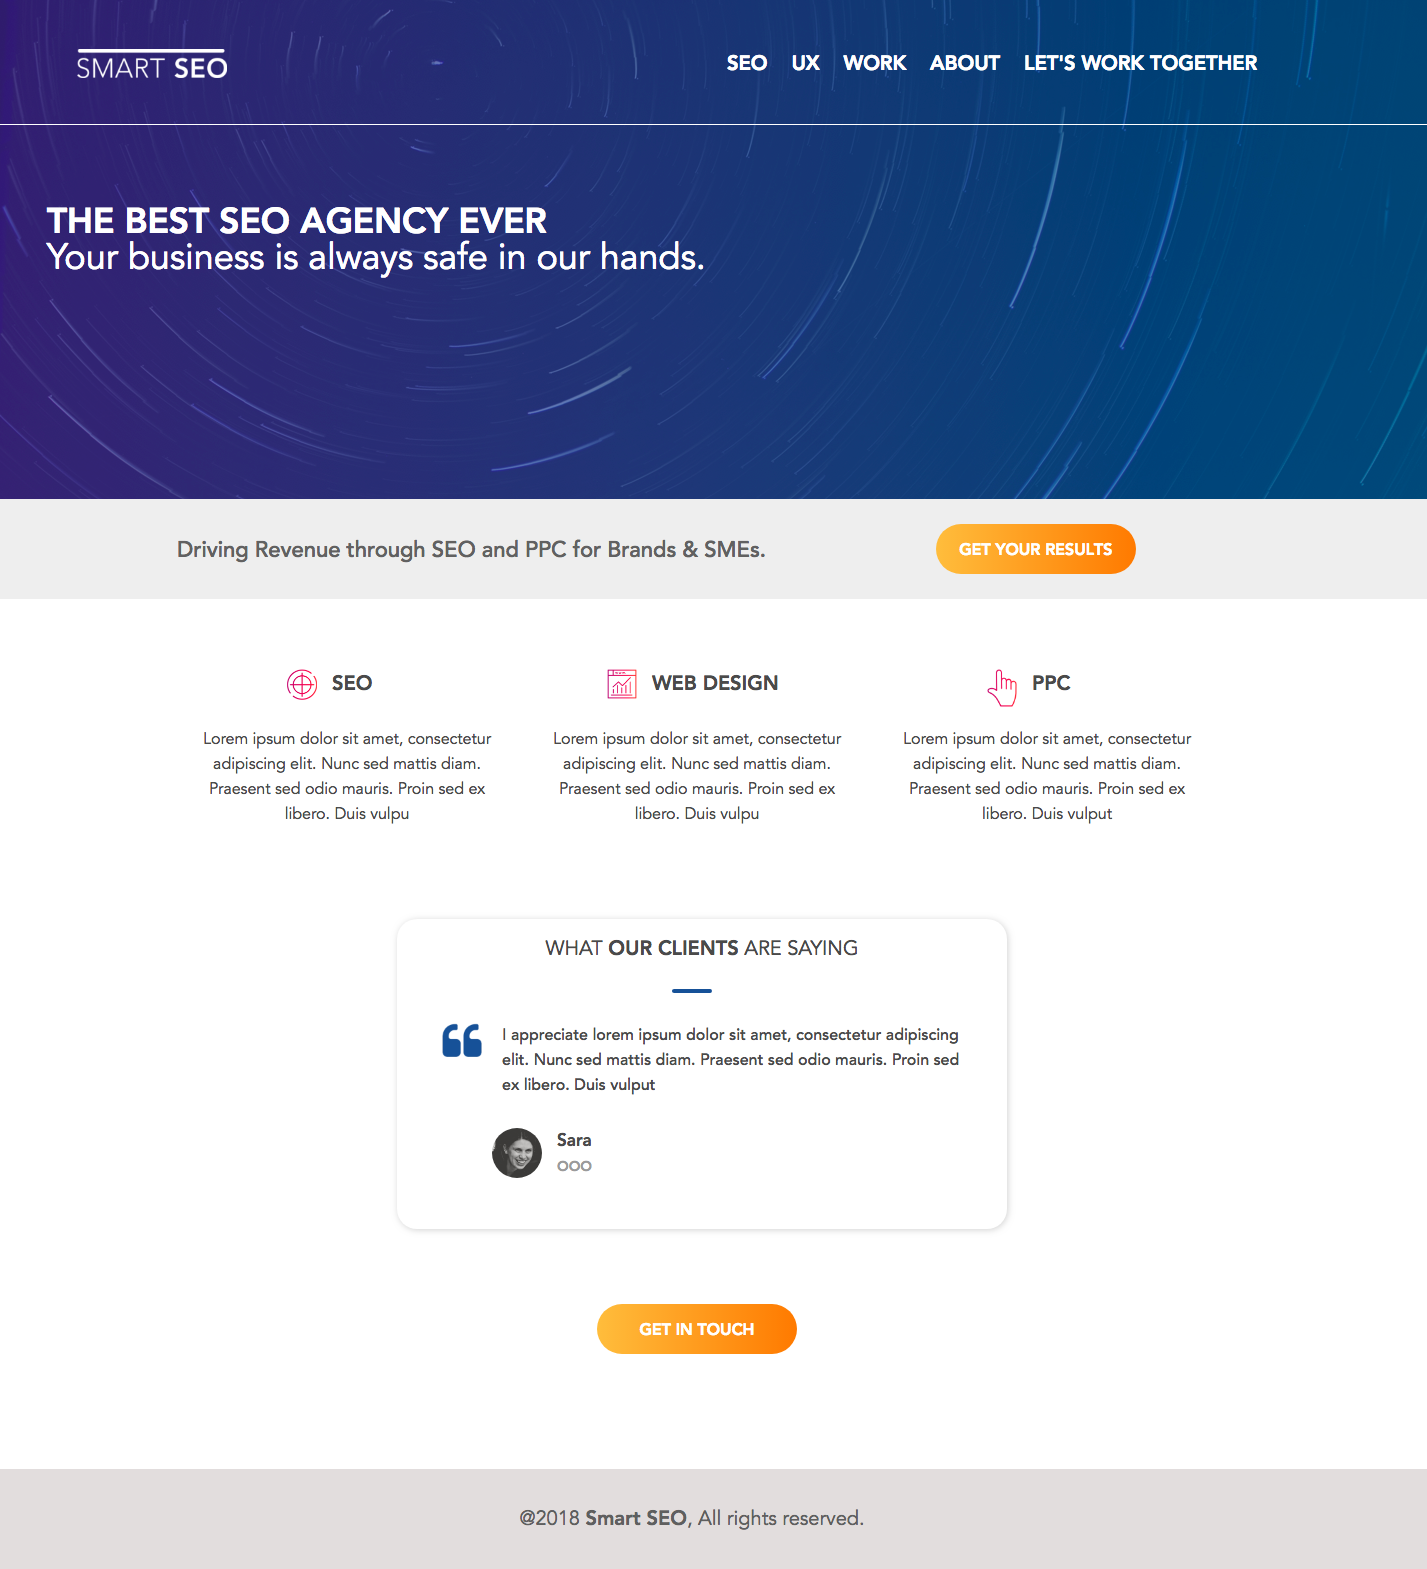 SMART SEO
SEO UX WORK ABOUT LET'S WORK TOGETHER
THE BEST SEO AGENCY EVER
Your business is always safe in our hands.
Driving Revenue through SEO and PPC for Brands & SMEs.
GET YOUR RESULTS
SEO
Lorem ipsum dolor sit amet, consectetur
adipiscing elit. Nunc sed mattis diam.
Praesent sed odio mauris. Proin sed ex
libero. Duis vulpu
WEB DESIGN
Lorem ipsum dolor sit amet, consectetur
adipiscing elit. Nunc sed mattis diam.
Praesent sed odio mauris. Proin sed ex
libero. Duis vulpu
PPC
Lorem ipsum dolor sit amet, consectetur
adipiscing elit. Nunc sed mattis diam.
Praesent sed odio mauris. Proin sed ex
libero. Duis vulput
WHAT OUR CLIENTS ARE SAYING
I appreciate lorem ipsum dolor sit amet, consectetur adipiscing
elit. Nunc sed mattis diam. Praesent sed odio mauris. Proin sed
ex libero. Duis vulput
Sara
OOO
GET IN TOUCH
@2018 Smart SEO, All rights reserved.